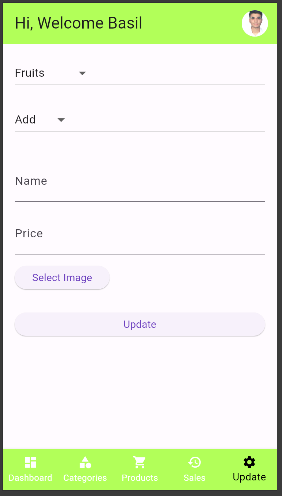 Hi, Welcome Basil
Fruits
Add
Name
Price
Select Image
Update
Dashboard Categories Products Sales Update